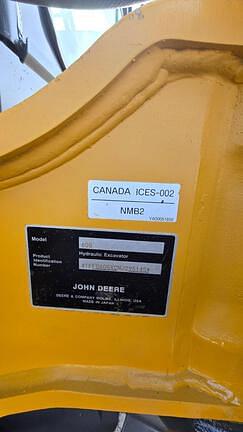 CANADA ICES-002
NMB2
Model
60G
Product
Identification
Number
Hydraulic Excavator
JOHN DEERE
DEERE & COMPANY MOLINE, ILLINOIS, USA
MADE IN JAPAN